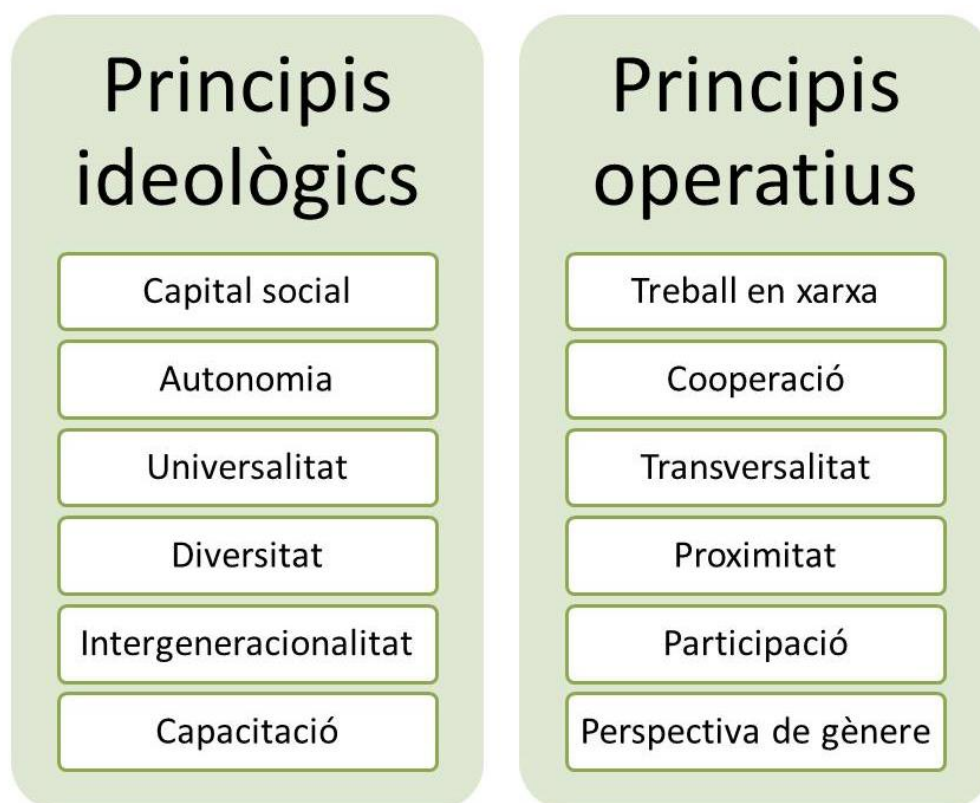 Principis
ideològics
Capital social
Autonomia
Universalitat
Diversitat
Intergeneracionalitat
Capacitació
Principis
operatius
Treball en xarxa
Cooperació
Transversalitat
Proximitat
Participació
Perspectiva de gènere